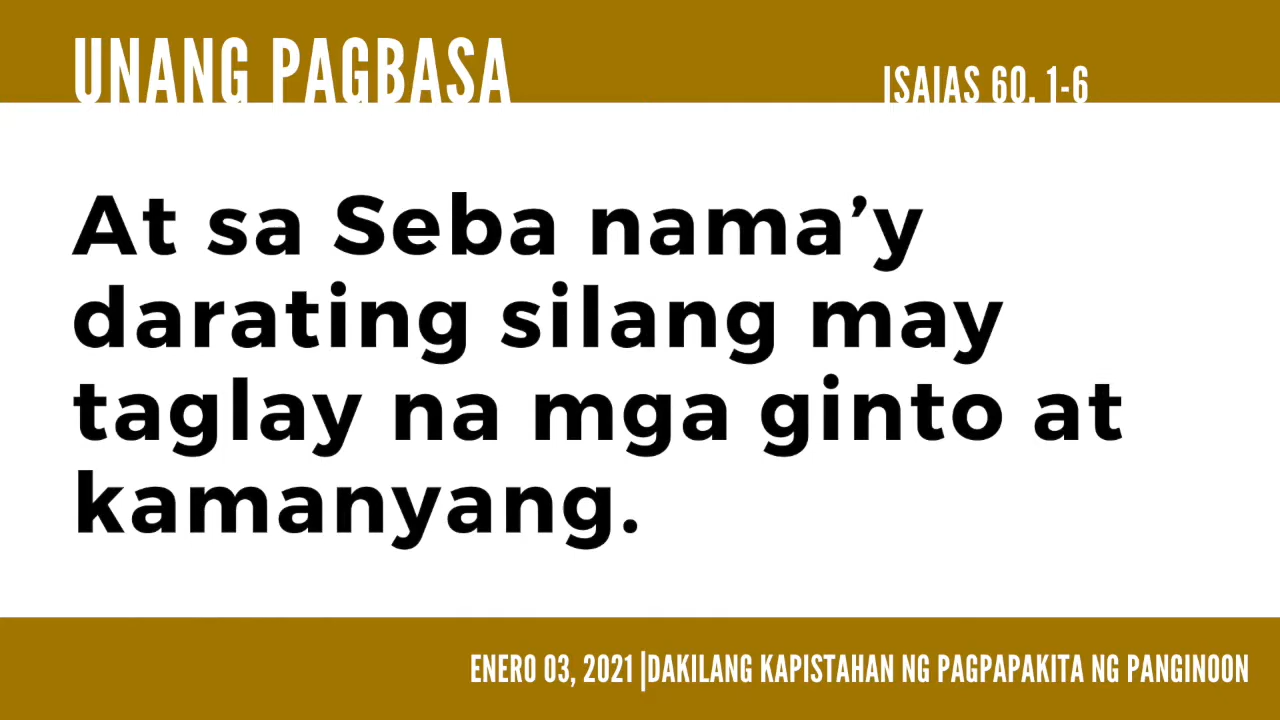 UNANG PAGBASA
ISAIAS 60, 1-6
At sa Seba nama’y
darating silang may
taglay na mga ginto at
kamanyang.
ENERO 03, 2021 |DAKILANG KAPISTAHAN NG PAGPAPAKITA NG PANGINOON